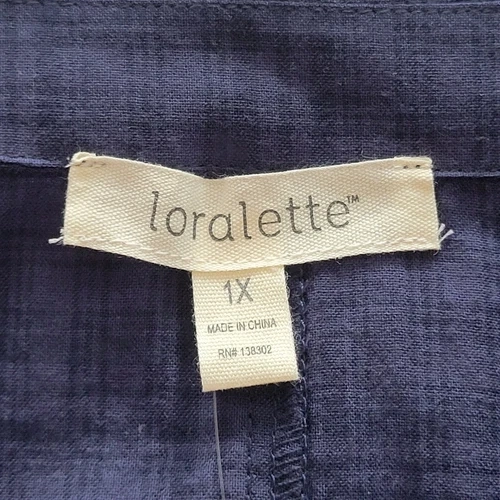 loralette™
1X
MADE IN CHINA
RN# 138302